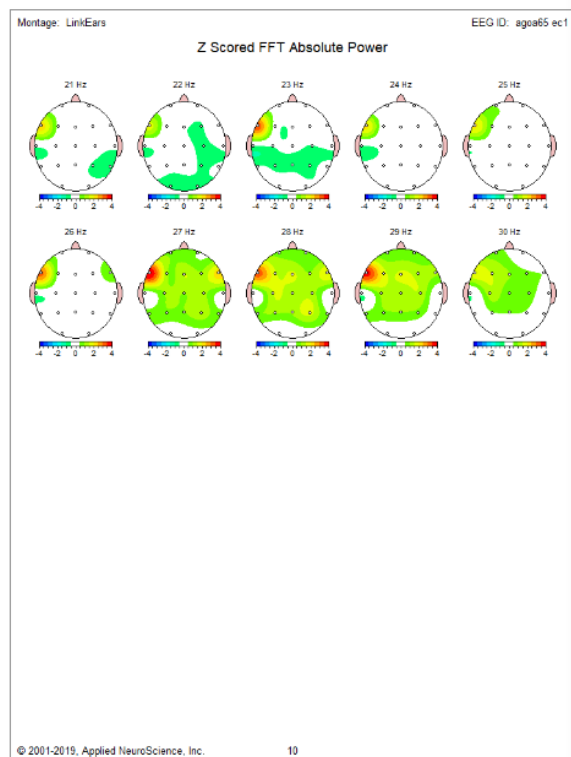 Montage: LinkEars EEG ID: agoa65 ec1
Z Scored FFT Absolute Power
21 Hz 22 Hz 23 Hz 24 Hz 25 Hz
-4 -2 0 2 4 -4 -2 0 2 4 -4 -2 0 2 4 -4 -2 0 2 4 -4 -2 0 2 4
26 Hz 27 Hz 28 Hz 29 Hz 30 Hz
-4 -2 0 2 4 -4 -2 0 2 4 -4 -2 0 2 4 -4 -2 0 2 4 -4 -2 0 2 4
© 2001-2019, Applied NeuroScience, Inc. 10